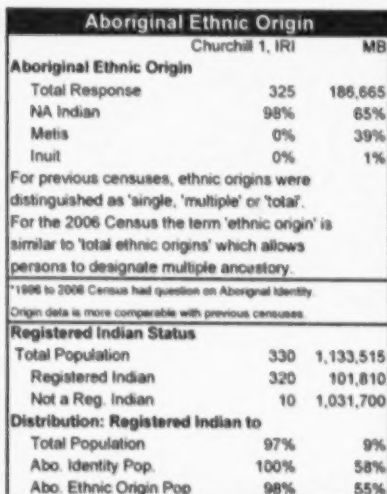 Aboriginal Ethnic Origin
Churchill 1, IRI MB
Aboriginal Ethnic Origin
Total Response 325 186,665
NA Indian 98% 65%
Metis 0% 39%
Inuit 0% 1%
For previous censuses, ethnic origins were
distinguished as 'single, 'multiple' or 'total'.
For the 2006 Census the term 'ethnic origin' is
similar to 'total ethnic origins' which allows
persons to designate multiple ancestory.
*1996 to 2006 Census had question on Aboriginal Identity.
Origin data is more comparable with previous censuses.
Registered Indian Status
Total Population 330 1,133,515
Registered Indian 320 101,810
Not a Reg. Indian 10 1,031,700
Distribution: Registered Indian to
Total Population 97% 9%
Abo. Identity Pop. 100% 58%
Abo. Ethnic Origin Pop 98% 55%